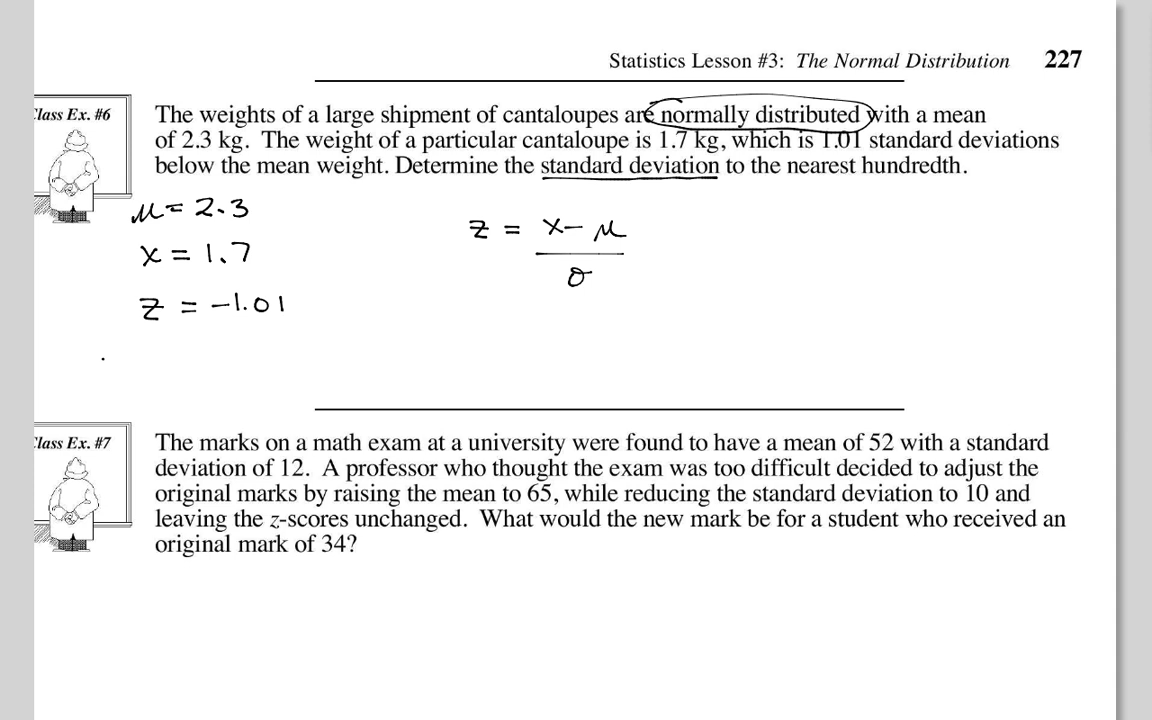 Statistics Lesson #3: The Normal Distribution 227
lass Ex. #6
The weights of a large shipment of cantaloupes are normally distributed with a mean
of 2.3 kg. The weight of a particular cantaloupe is 1.7 kg, which is 1.01 standard deviations
below the mean weight. Determine the standard deviation to the nearest hundredth.
μ = 2.3
x = 1.7
z = -1.01
z = x - μ
σ
lass Ex. #7
The marks on a math exam at a university were found to have a mean of 52 with a standard
deviation of 12. A professor who thought the exam was too difficult decided to adjust the
original marks by raising the mean to 65, while reducing the standard deviation to 10 and
leaving the z-scores unchanged. What would the new mark be for a student who received an
original mark of 34?